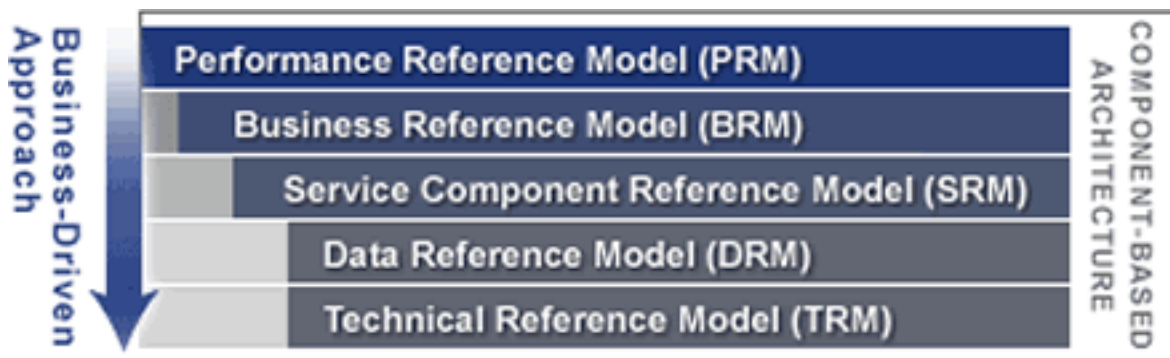 Business-Driven
Approach
Performance Reference Model (PRM)
Business Reference Model (BRM)
Service Component Reference Model (SRM)
Data Reference Model (DRM)
Technical Reference Model (TRM)
COMPONENT-BASED
ARCHITECTURE